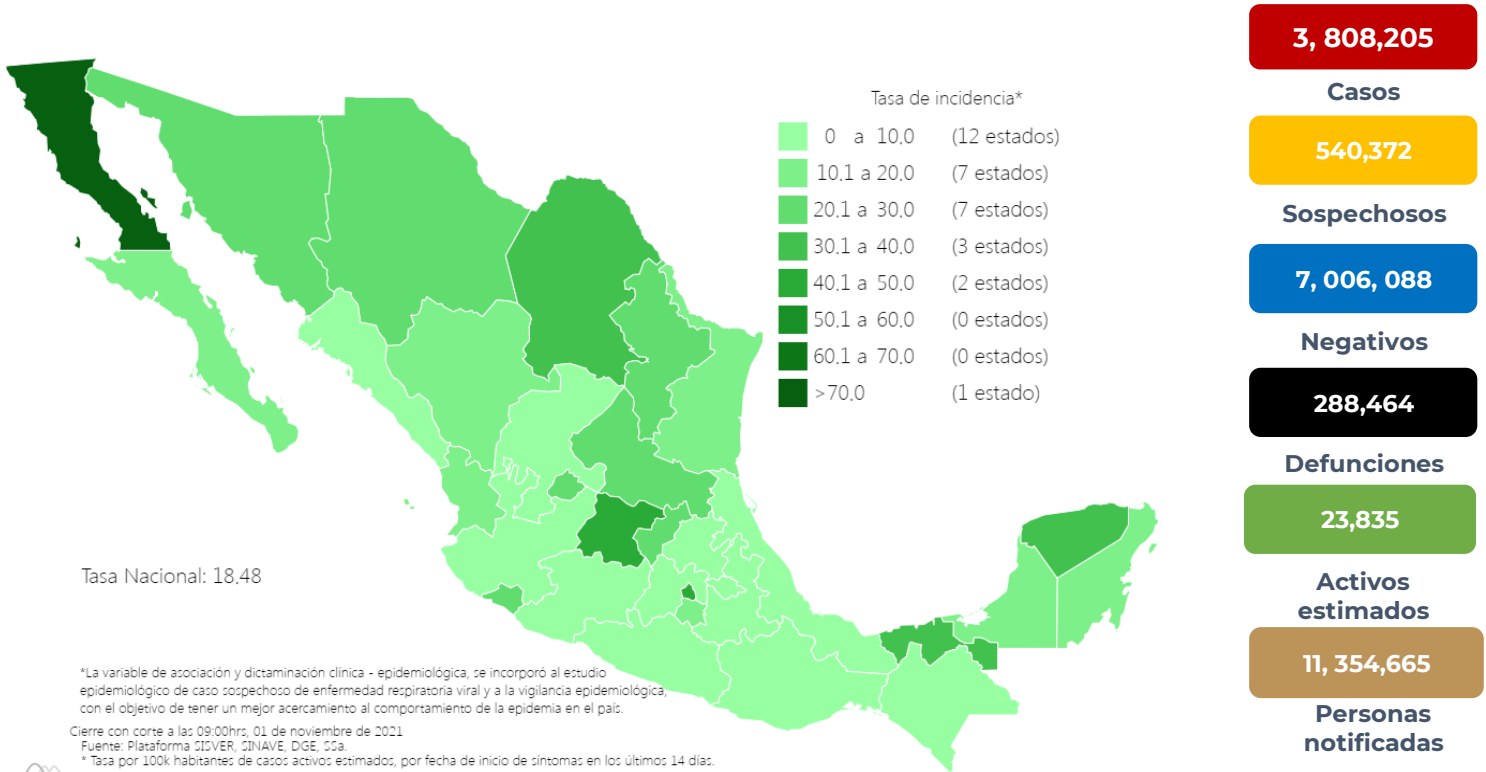 Tasa de incidencia*
0 a 10.0 (12 estados)
10.1 a 20.0 (7 estados)
20.1 a 30.0 (7 estados)
30.1 a 40.0 (3 estados)
40.1 a 50.0 (2 estados)
50.1 a 60.0 (0 estados)
60.1 a 70.0 (0 estados)
>70.0 (1 estado)
Tasa Nacional: 18.48
*La variable de asociación y dictaminación clínica - epidemiológica, se incorporó al estudio
epidemiológico de caso sospechoso de enfermedad respiratoria viral y a la vigilancia epidemiológica,
con el objetivo de tener un mejor acercamiento al comportamiento de la epidemia en el país.
Cierre con corte a las 09:00hrs, 01 de noviembre de 2021
Fuente: Plataforma SISVER, SINAVE, DGE, SSa.
* Tasa por 100k habitantes de casos activos estimados, por fecha de inicio de síntomas en los últimos 14 días.
3, 808,205
Casos
540,372
Sospechosos
7, 006, 088
Negativos
288,464
Defunciones
23,835
Activos
estimados
11, 354,665
Personas
notificadas